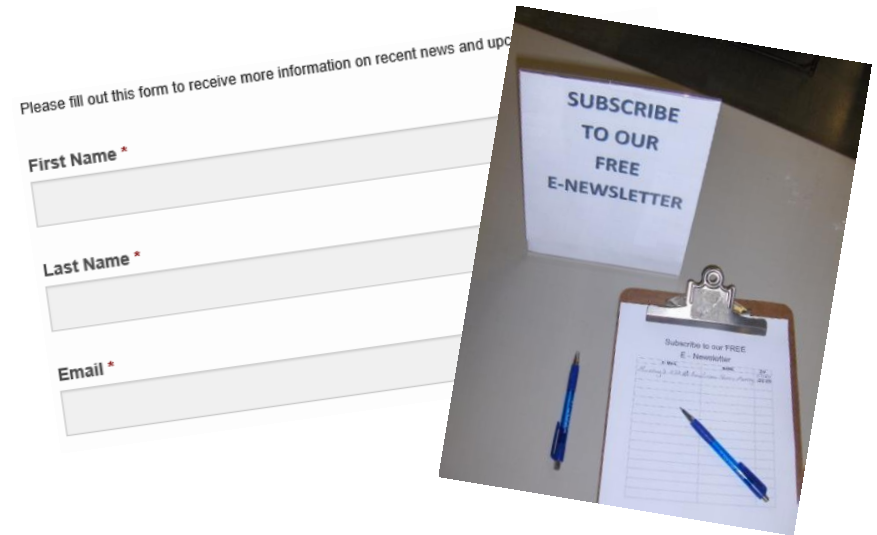 Please fill out this form to receive more information on recent news and upc
First Name *
Last Name *
Email *
SUBSCRIBE
TO OUR
FREE
E-NEWSLETTER
Subscribe to our FREE
E - Newsletter